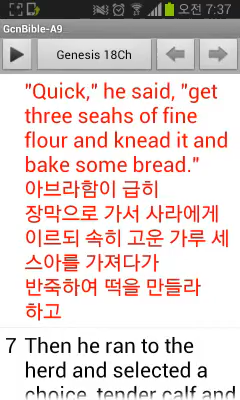 오전 7:37
GcnBible-A9
Genesis 18Ch
"Quick," he said, "get
three seahs of fine
flour and knead it and
bake some bread."
아브라함이 급히
장막으로 가서 사라에게
이르되 속히 고운 가루 세
스아를 가져다가
반죽하여 떡을 만들라
하고
7 Then he ran to the
herd and selected a
choice, tender calf and